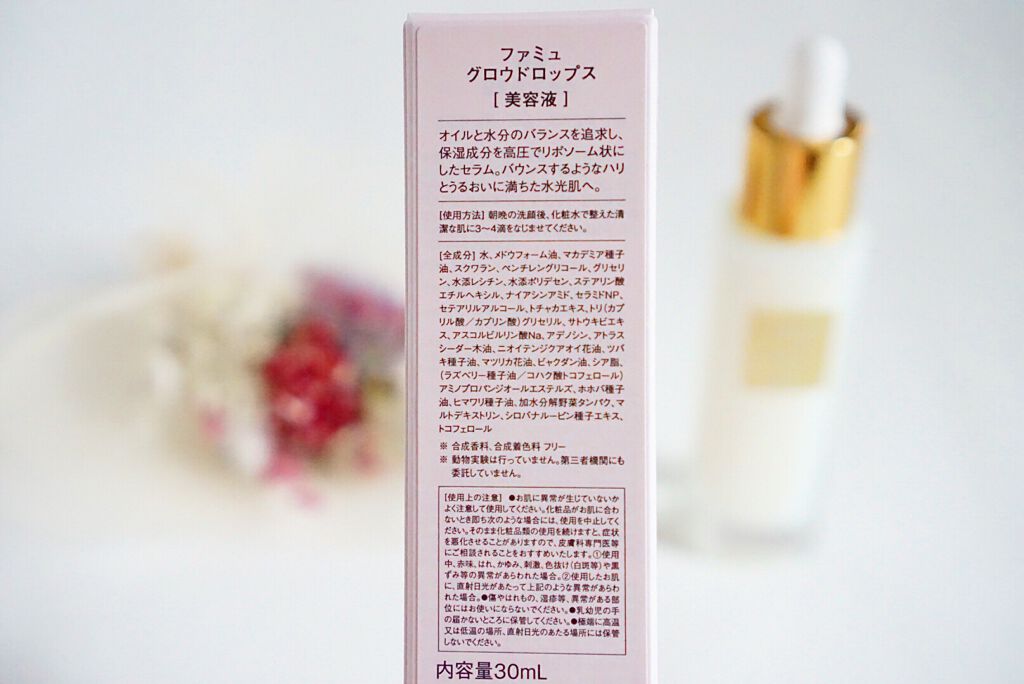 ファミュ
グロウドロップス
[ 美容液 ]
オイルと水分のバランスを追求し、
保湿成分を高圧でリポソーム状に
したセラム。バウンスするようなハリ
とうるおいに満ちた水光肌へ。
[使用方法] 朝晩の洗顔後、化粧水で整えた清
潔な肌に3〜4滴をなじませてください。
[全成分] 水、メドウフォーム油、マカデミア種子
油、スクワラン、ペンチレングリコール、グリセリ
ン、水添レシチン、水添ポリデセン、ステアリン酸
エチルヘキシル、ナイアシンアミド、セラミドNP、
セテアリルアルコール、トチャカエキス、トリ(カプ
リル酸／カプリン酸)グリセリル、サトウキビエキ
ス、アスコルビルリン酸Na、アデノシン、アトラス
シーダー木油、ニオイテンジクアオイ花油、ツバ
キ種子油、マツリカ花油、ビャクダン油、シア脂、
(ラズベリー種子油／コハク酸トコフェロール)
アミノプロパンジオールエステルズ、ホホバ種子
油、ヒマワリ種子油、加水分解野菜タンパク、マ
ルトデキストリン、シロバナルーピン種子エキス、
トコフェロール
※ 合成香料、合成着色料 フリー
※ 動物実験は行っていません。第三者機関にも
委託していません。
[使用上の注意] ●お肌に異常が生じていないか
よく注意して使用してください。化粧品がお肌に合わ
ないとき即ち次のような場合には、使用を中止してく
ださい。そのまま化粧品類の使用を続けますと、症状
を悪化させることがありますので、皮膚科専門医等
にご相談されることをおすすめいたします。①使用
中、赤味、はれ、かゆみ、刺激、色抜け(白斑等)や黒
ずみ等の異常があらわれた場合。②使用したお肌
に、直射日光があたって上記のような異常があらわ
れた場合。●傷やはれもの、湿疹等、異常がある部
位にはお使いにならないでください。●乳幼児の手
の届かないところに保管してください。●極端に高温
又は低温の場所、直射日光のあたる場所には保管
しないでください。
内容量30mL